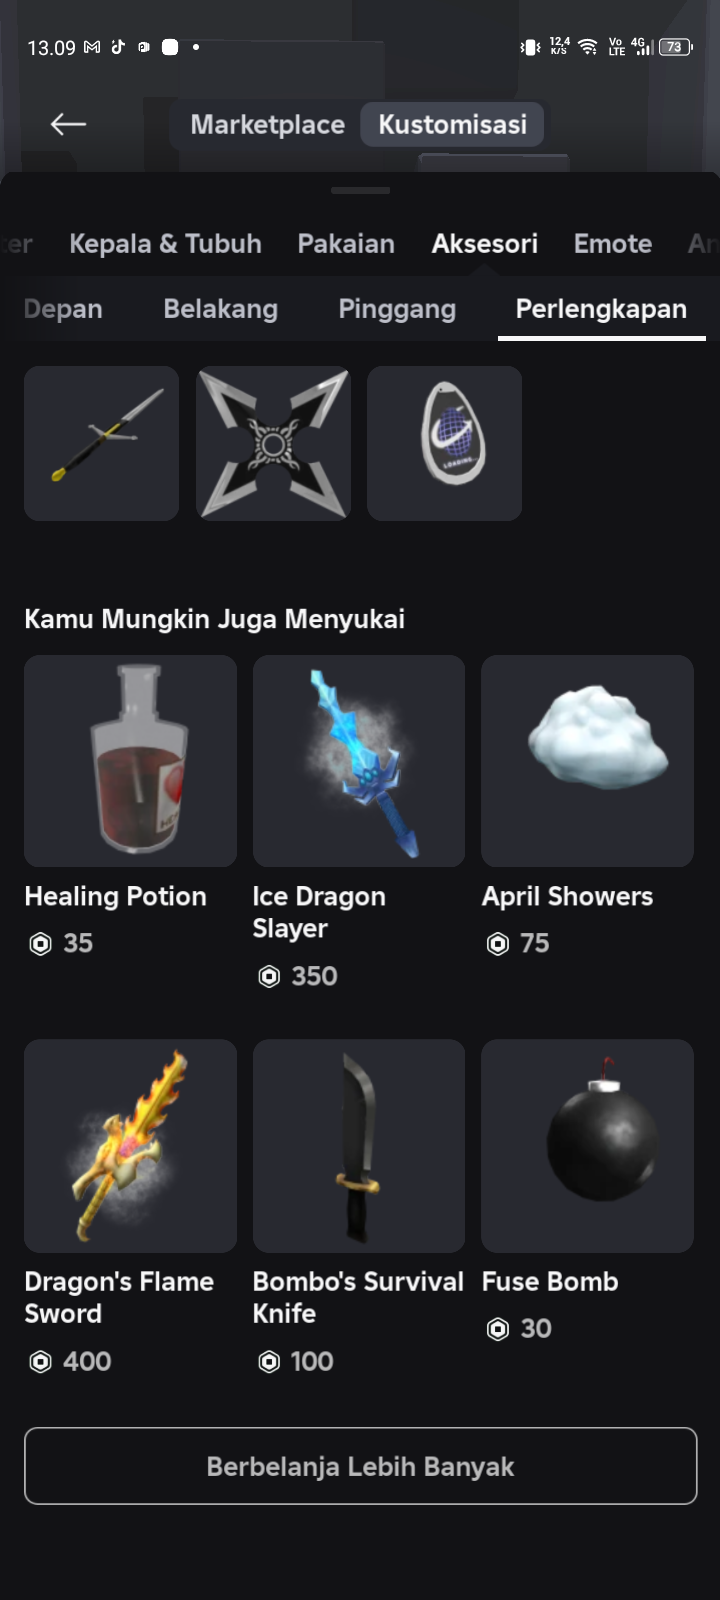 13.09
12,4
K/S
Vo
LTE
4G
73
Marketplace
Kustomisasi
er
Kepala & Tubuh
Pakaian
Aksesori
Emote
Depan
Belakang
Pinggang
Perlengkapan
LOADING...
Kamu Mungkin Juga Menyukai
Healing Potion
35
Ice Dragon
Slayer
350
April Showers
75
Dragon's Flame
Sword
400
Bombo's Survival
Knife
100
Fuse Bomb
30
Berbelanja Lebih Banyak